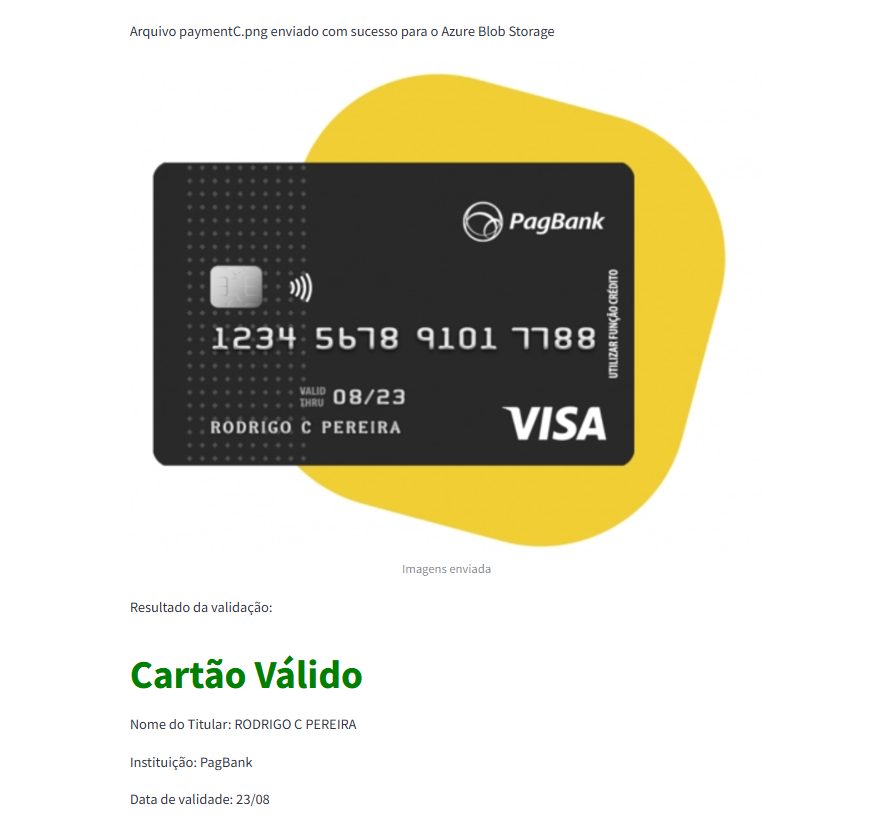 Arquivo paymentC.png enviado com sucesso para o Azure Blob Storage
PagBank
UTILIZAR FUNÇÃO CRÉDITO
1234 5678 9101 7788
VALID
THRU 08/23
RODRIGO C PEREIRA
VISA
Imagens enviada
Resultado da validação:
Cartão Válido
Nome do Titular: RODRIGO C PEREIRA
Instituição: PagBank
Data de validade: 23/08